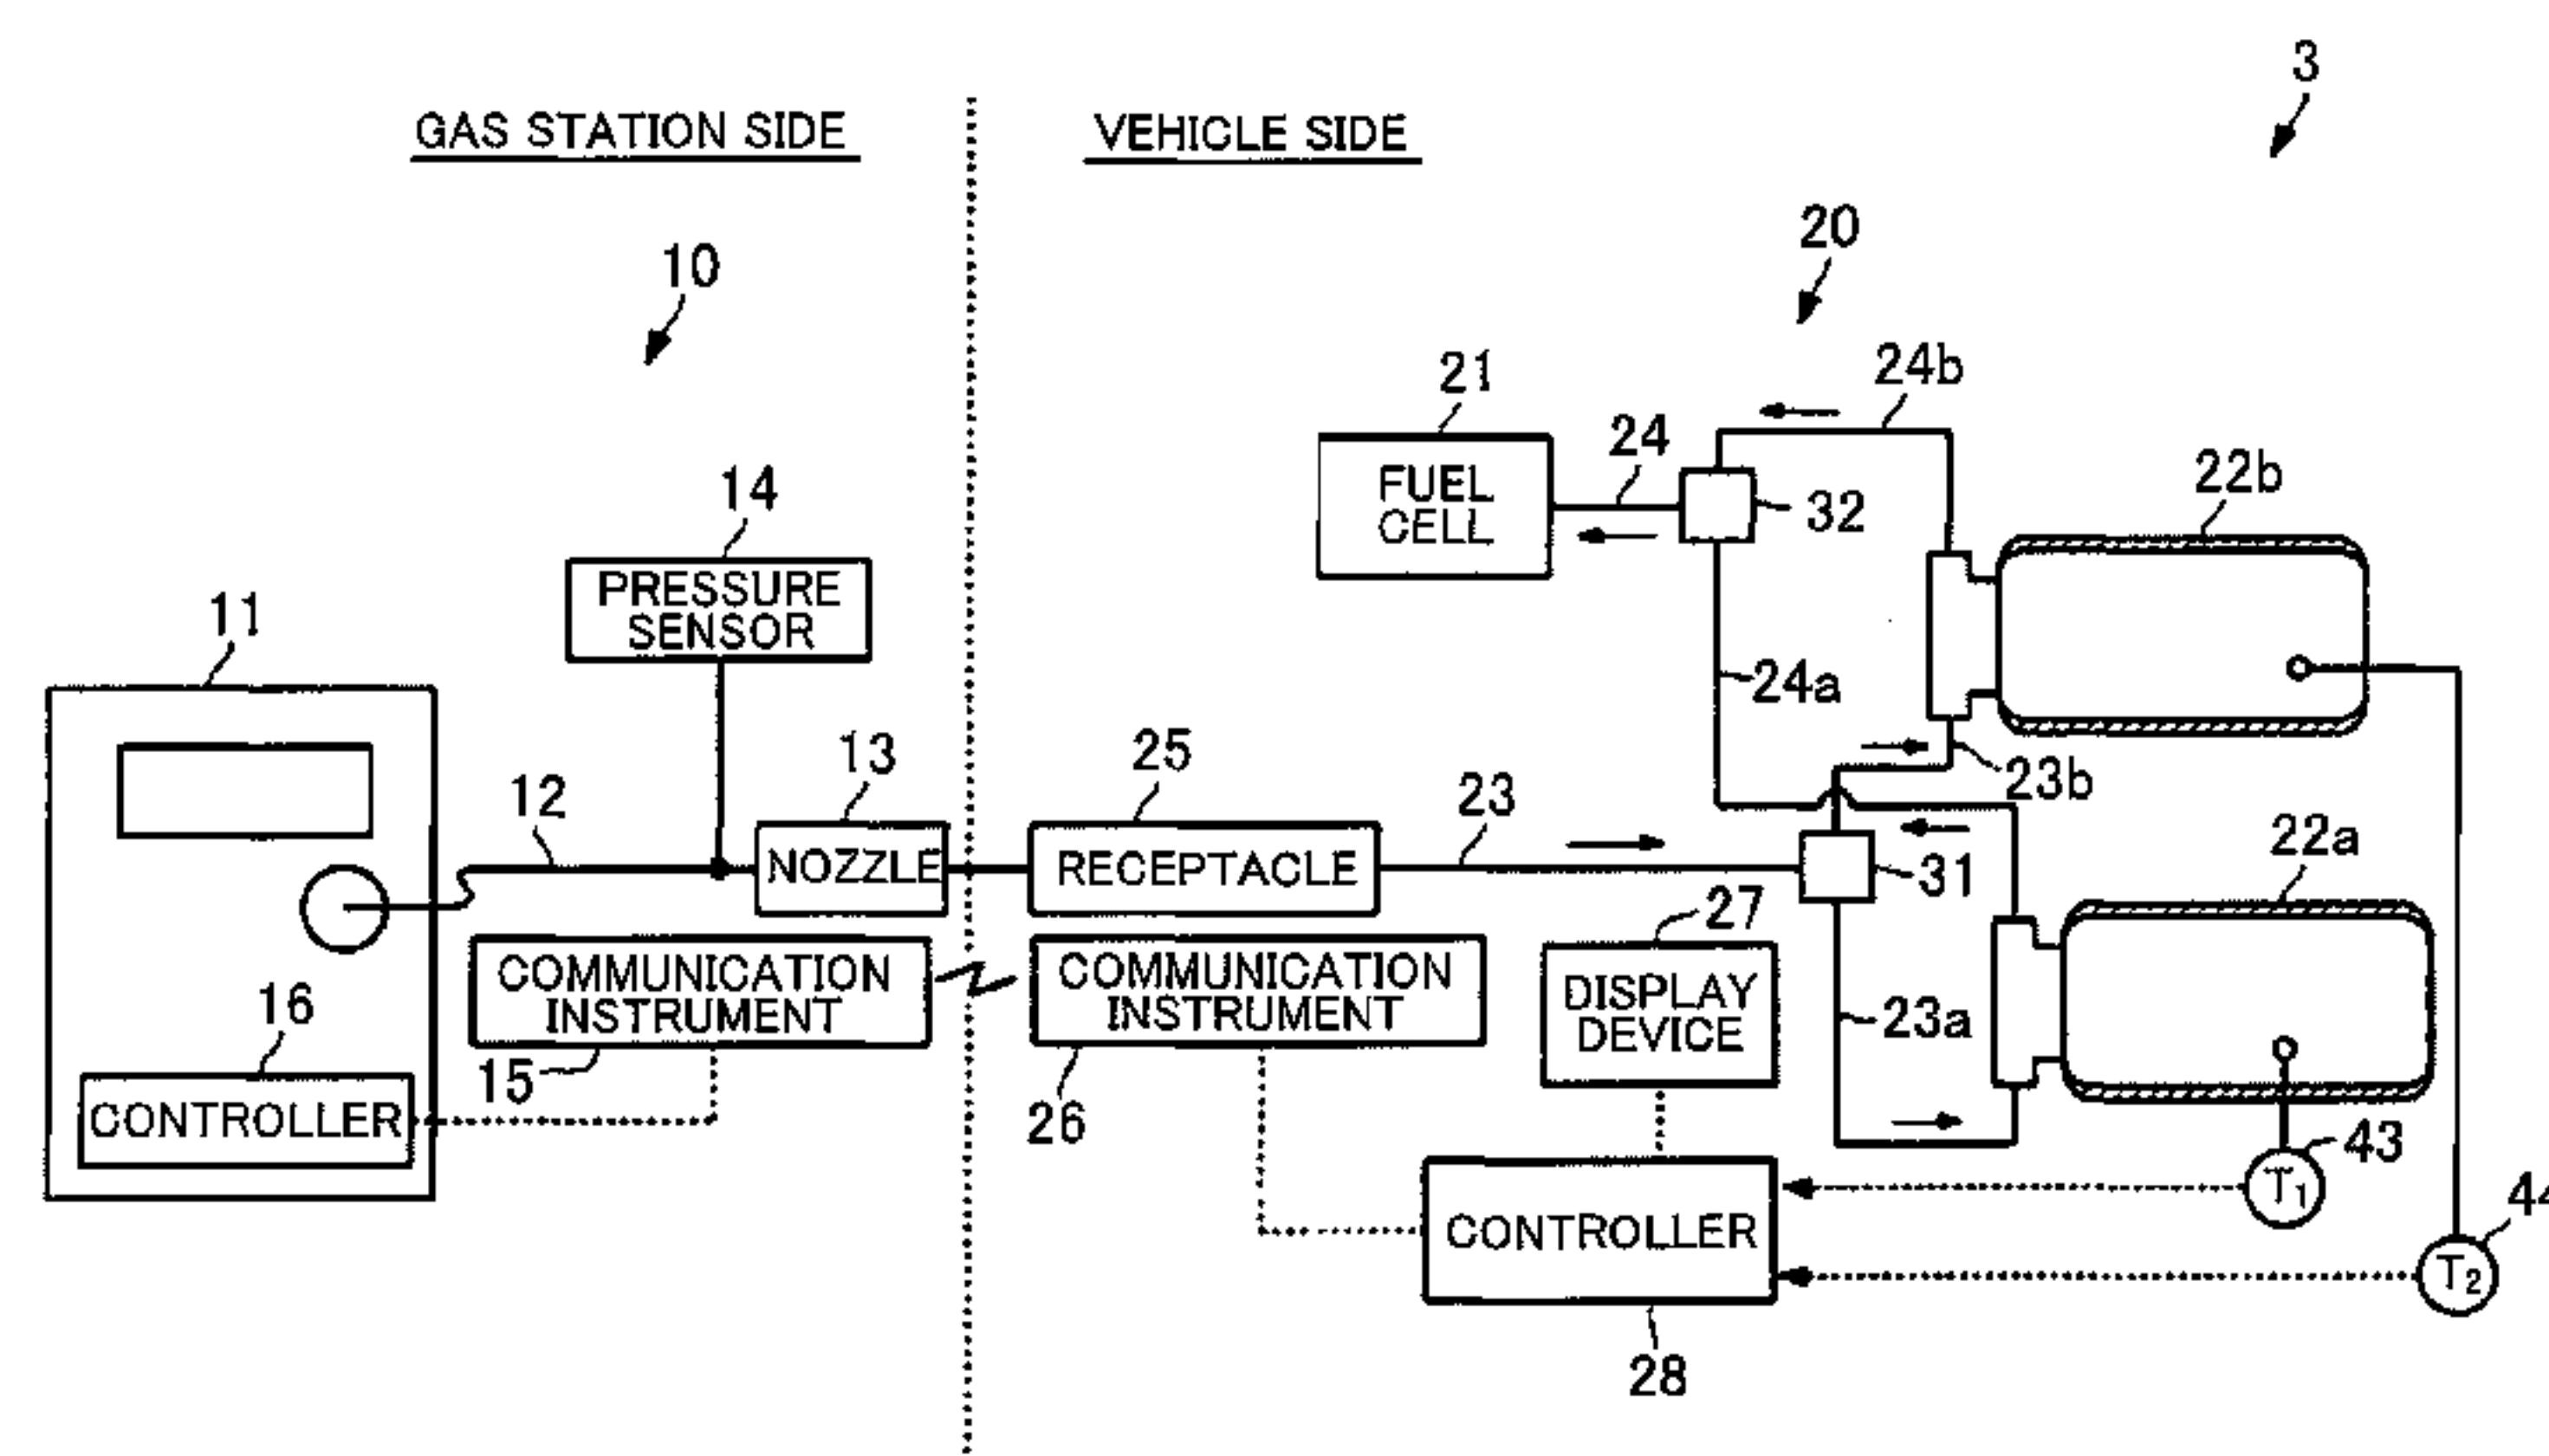 3
GAS STATION SIDE
VEHICLE SIDE
10
20
21
24
24b
FUEL
CELL
32
22b
14
PRESSURE
SENSOR
11
24a
23b
12
13
25
23
NOZZLE
RECEPTACLE
31
22a
27
COMMUNICATION
INSTRUMENT
COMMUNICATION
INSTRUMENT
DISPLAY
DEVICE
23a
16
15
26
CONTROLLER
43
T1
44
CONTROLLER
T2
28